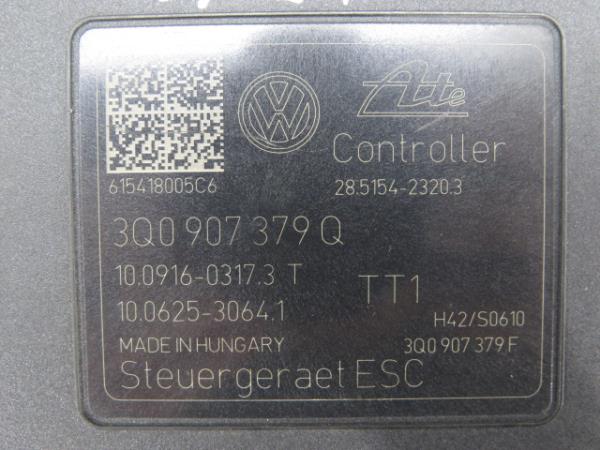 Ate
Controller
615418005C6
28.5154-2320.3
3Q0 907 379 Q
10.0916-0317.3 T
TT1
10.0625-3064.1
H42/S0610
MADE IN HUNGARY
3Q0 907 379 F
Steuergeraet ESC